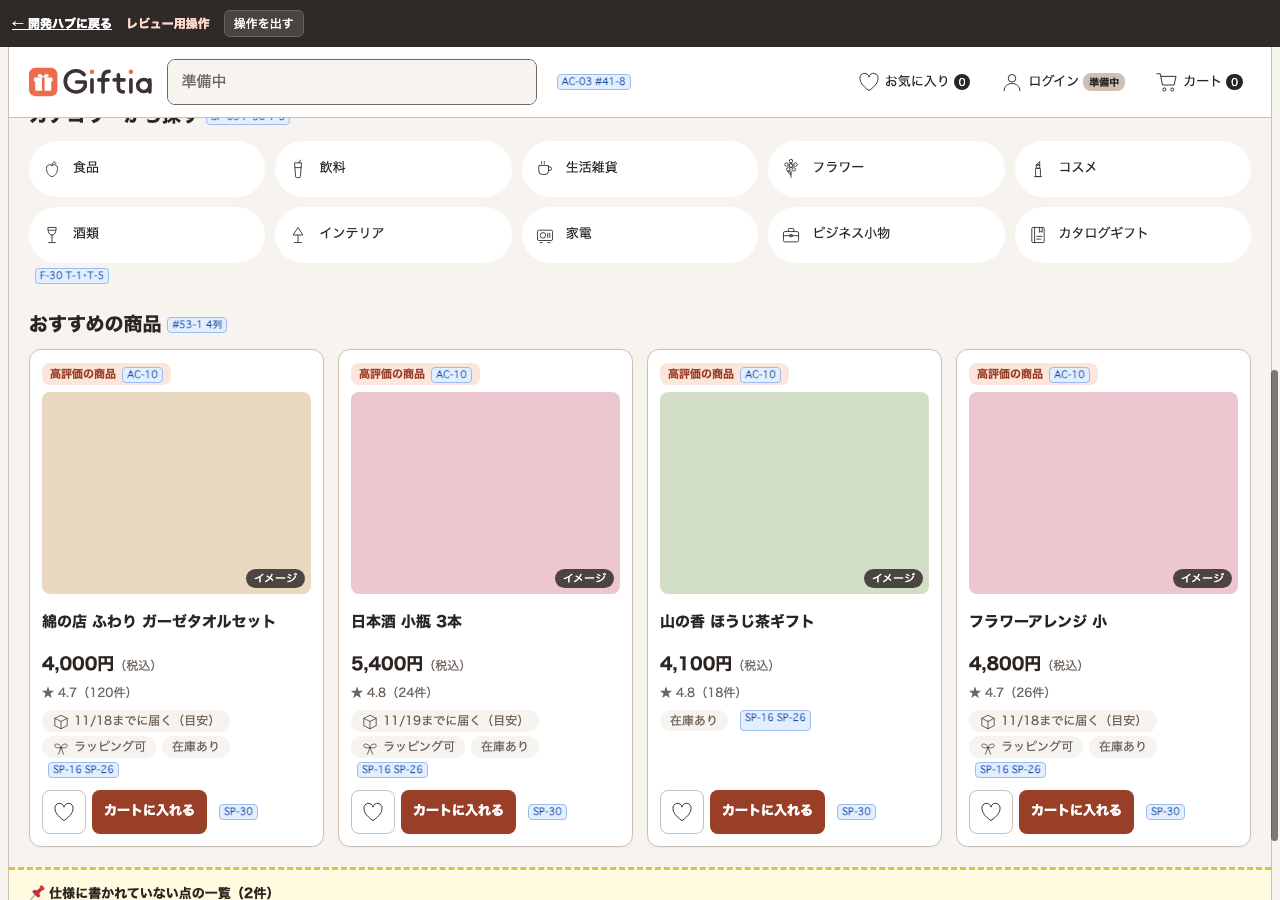 ← 開発ハブに戻る レビュー用操作 操作を出す
Giftia 準備中 AC-03 #41-8 お気に入り 0 ログイン 準備中 カート 0
カテゴリーから探す
食品 飲料 生活雑貨 フラワー コスメ
酒類 インテリア 家電 ビジネス小物 カタログギフト
F-30 T-1・T-5
おすすめの商品 #53-1 4列
高評価の商品 AC-10 高評価の商品 AC-10 高評価の商品 AC-10 高評価の商品 AC-10
イメージ イメージ イメージ イメージ
綿の店 ふわり ガーゼタオルセット 日本酒 小瓶 3本 山の香 ほうじ茶ギフト フラワーアレンジ 小
4,000円（税込） 5,400円（税込） 4,100円（税込） 4,800円（税込）
★ 4.7（120件） ★ 4.8（24件） ★ 4.8（18件） ★ 4.7（26件）
11/18までに届く（目安） 11/19までに届く（目安） 在庫あり SP-16 SP-26 11/18までに届く（目安）
ラッピング可 在庫あり ラッピング可 在庫あり ラッピング可 在庫あり
SP-16 SP-26 SP-16 SP-26 SP-16 SP-26
カートに入れる SP-30 カートに入れる SP-30 カートに入れる SP-30 カートに入れる SP-30
📌 仕様に書かれていない点の一覧（2件）